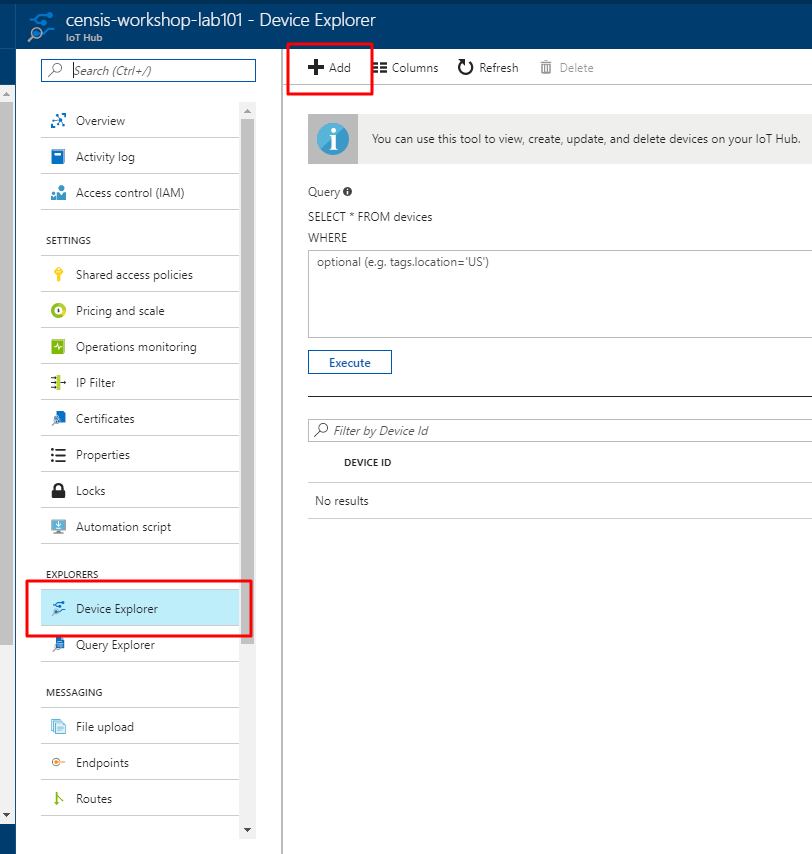 censis-workshop-lab101 - Device Explorer
IoT Hub
Search (Ctrl+/)
Overview
Activity log
Access control (IAM)
SETTINGS
Shared access policies
Pricing and scale
Operations monitoring
IP Filter
Certificates
Properties
Locks
Automation script
EXPLORERS
Device Explorer
Query Explorer
MESSAGING
File upload
Endpoints
Routes
Add
Columns
Refresh
Delete
You can use this tool to view, create, update, and delete devices on your IoT Hub.
Query
SELECT * FROM devices
WHERE
optional (e.g. tags.location='US')
Execute
Filter by Device Id
DEVICE ID
No results